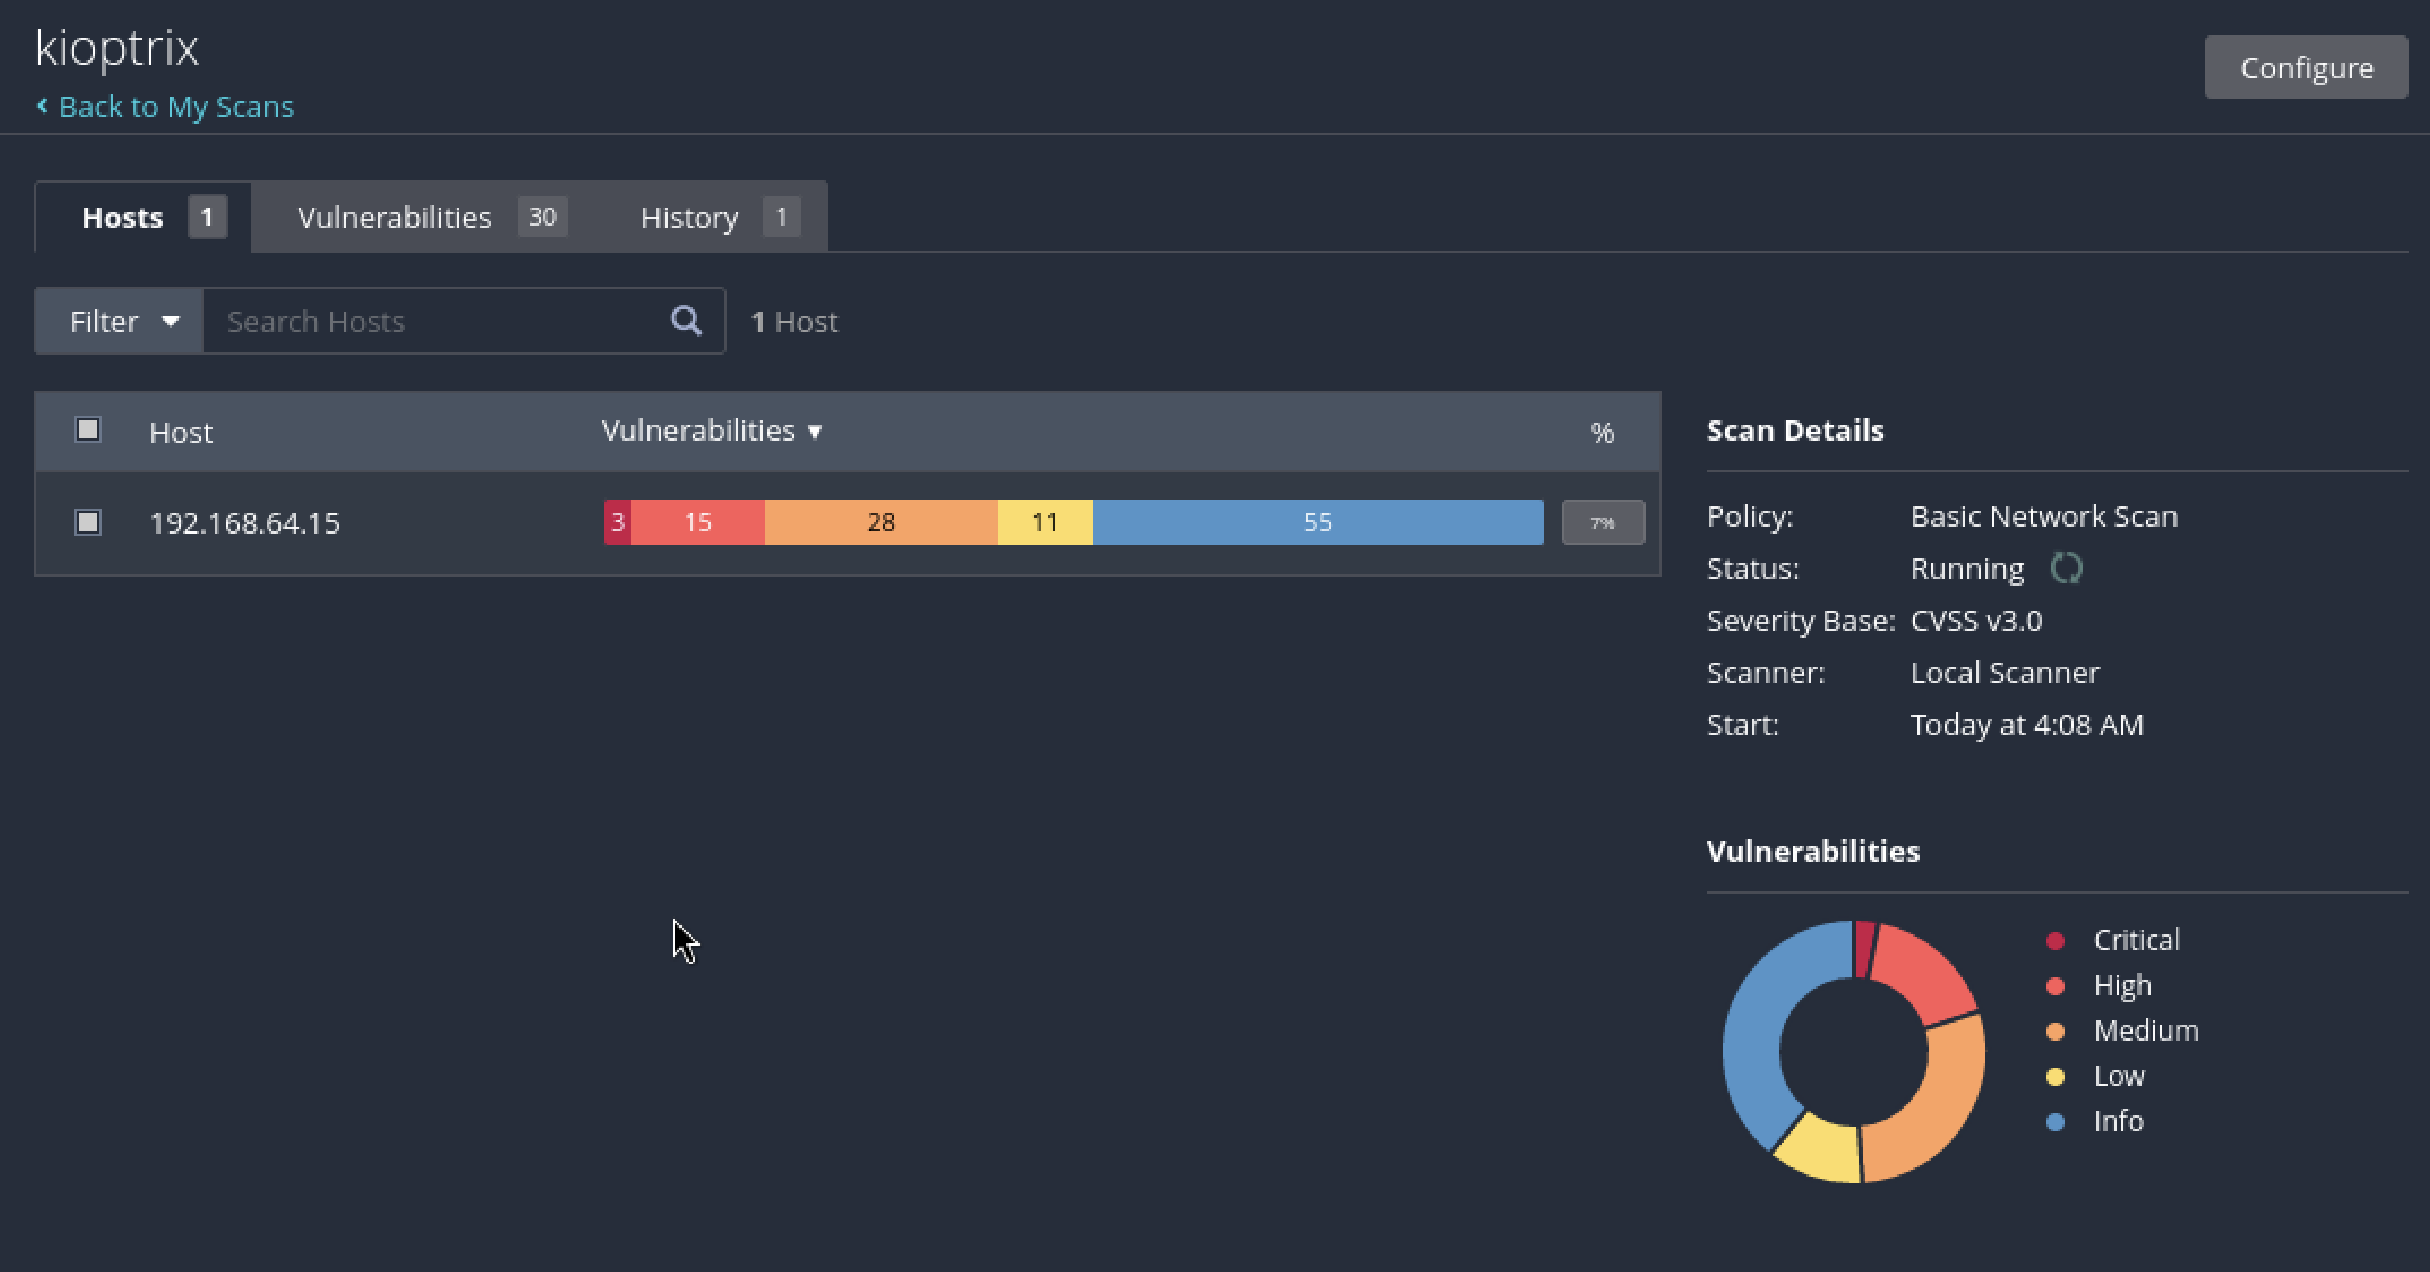 kioptrix
Configure
Back to My Scans
Hosts 1 Vulnerabilities 30 History 1
Filter Search Hosts 1 Host
Host Vulnerabilities %
192.168.64.15 3 15 28 11 55 7%
Scan Details
Policy: Basic Network Scan
Status: Running
Severity Base: CVSS v3.0
Scanner: Local Scanner
Start: Today at 4:08 AM
Vulnerabilities
Critical
High
Medium
Low
Info